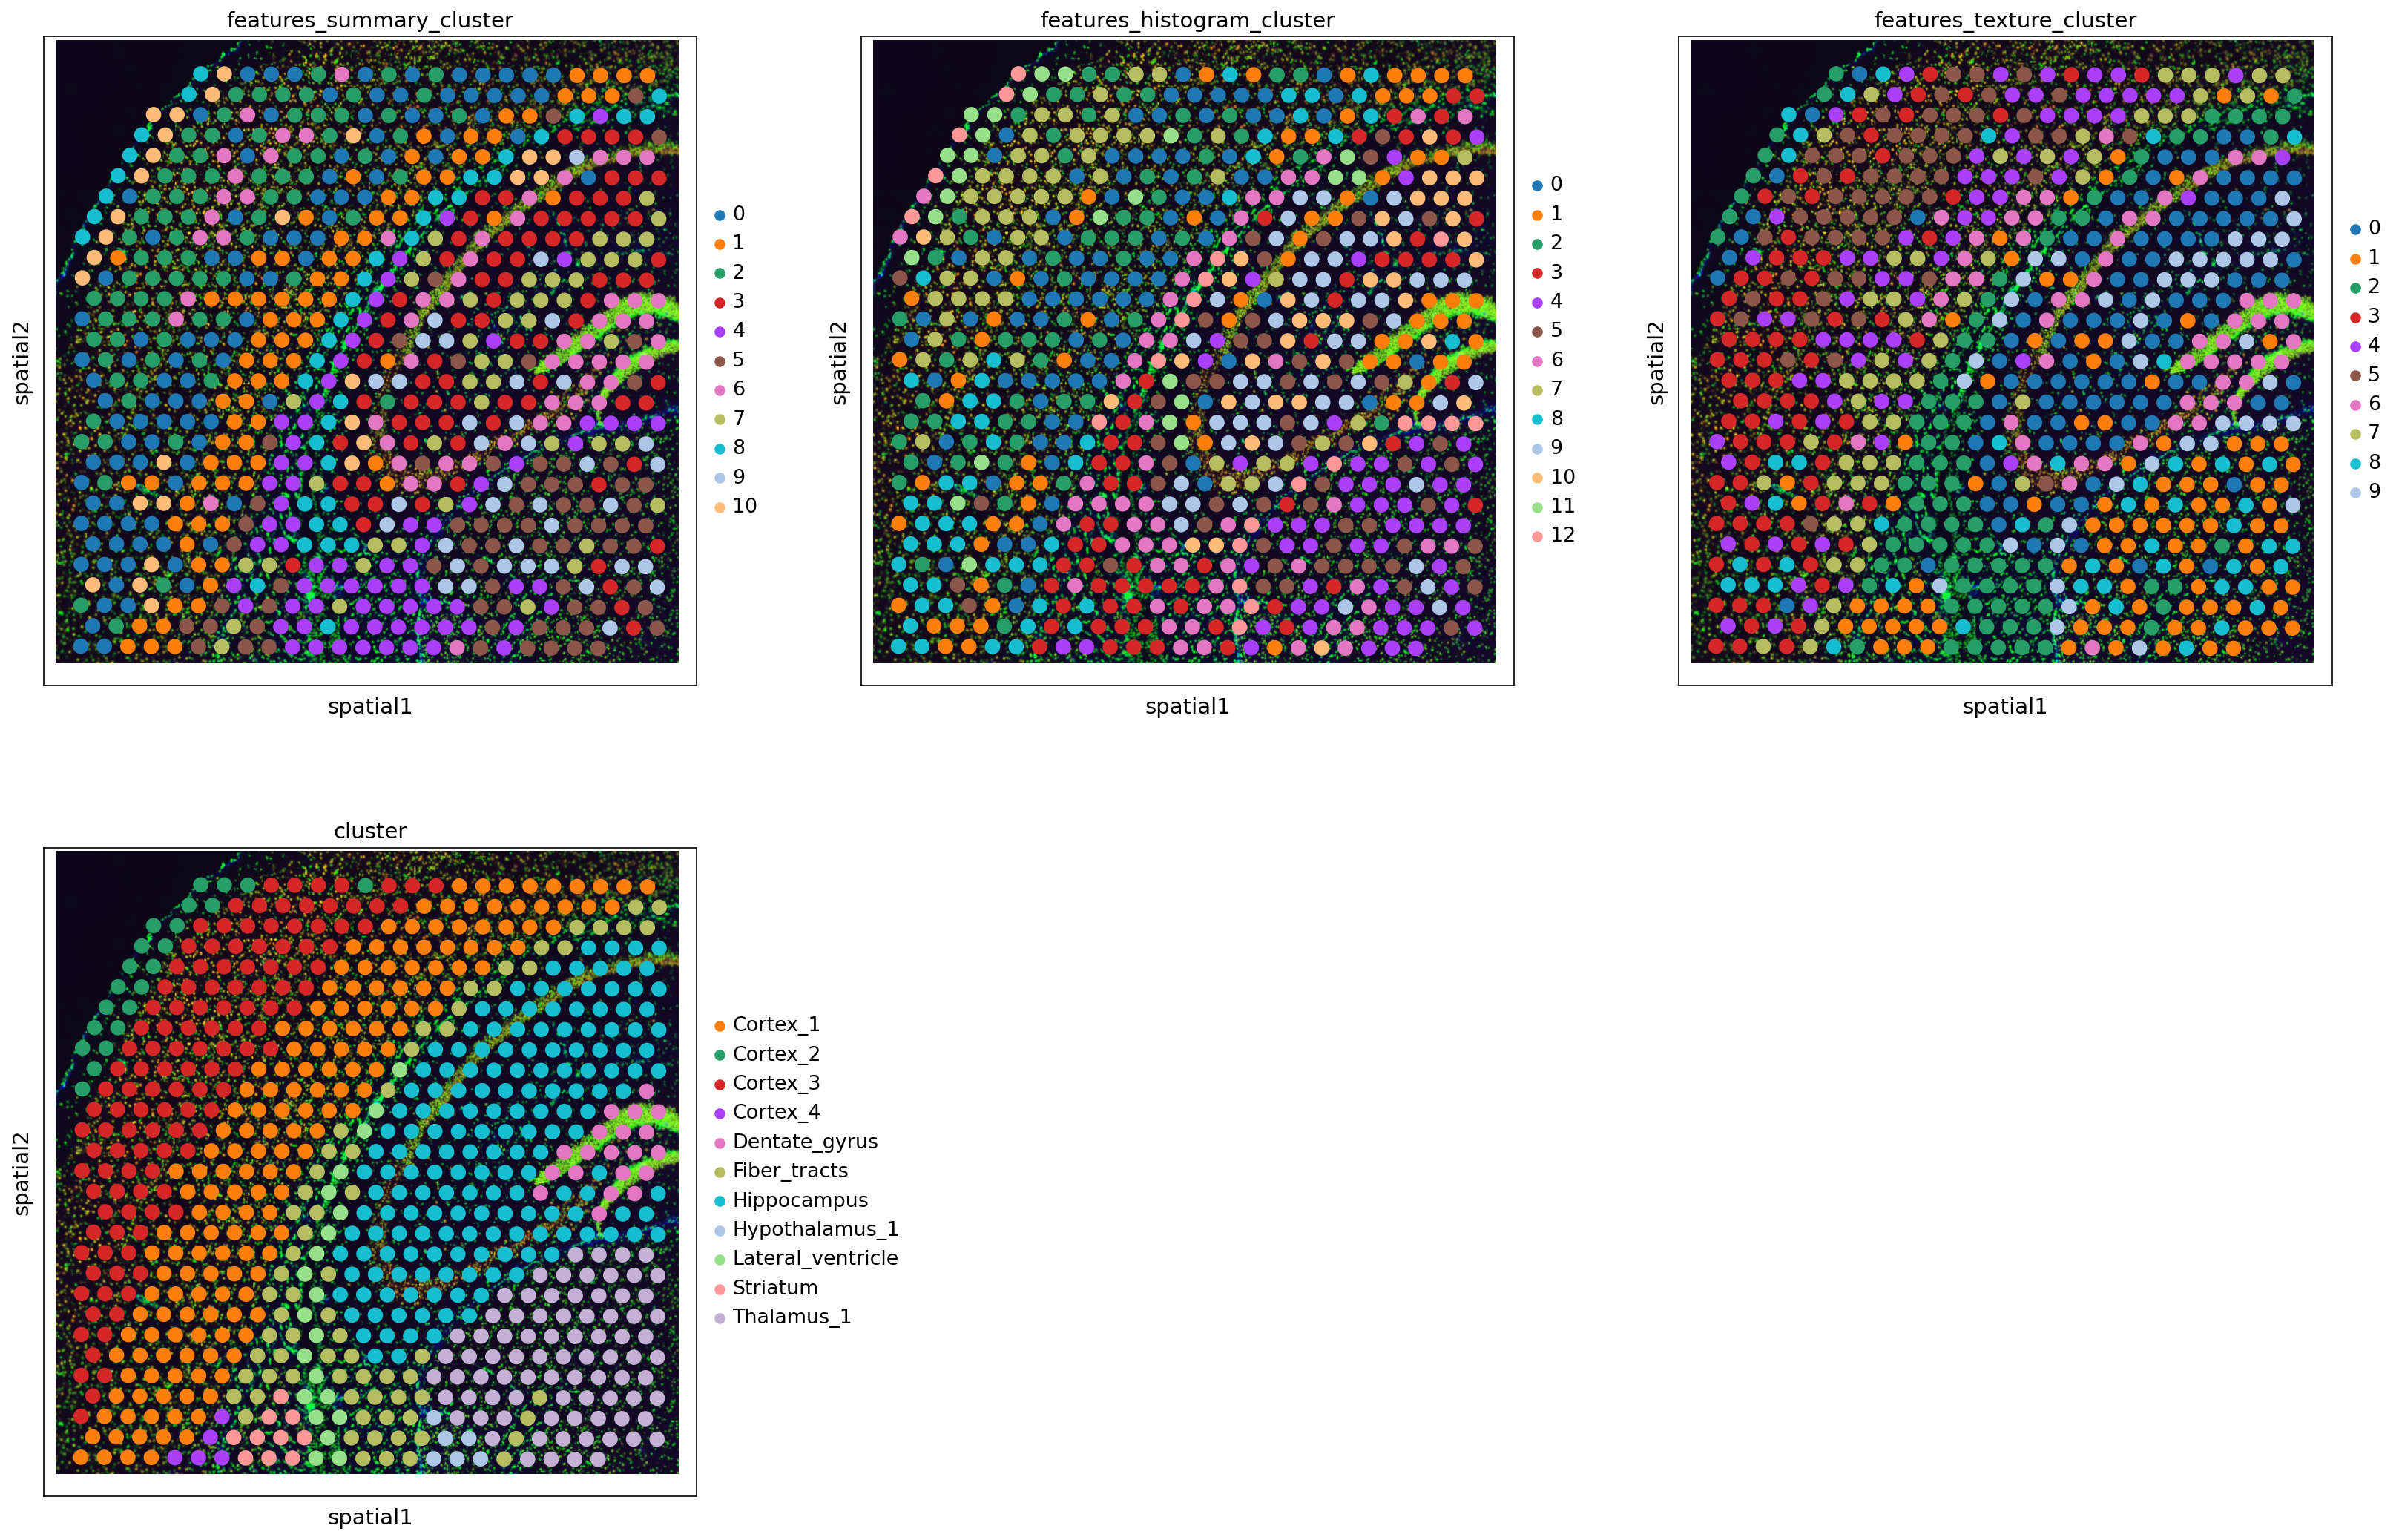 features_summary_cluster
spatial2
spatial1
0
1
2
3
4
5
6
7
8
9
10
features_histogram_cluster
spatial2
spatial1
0
1
2
3
4
5
6
7
8
9
10
11
12
features_texture_cluster
spatial2
spatial1
0
1
2
3
4
5
6
7
8
9
cluster
spatial2
spatial1
Cortex_1
Cortex_2
Cortex_3
Cortex_4
Dentate_gyrus
Fiber_tracts
Hippocampus
Hypothalamus_1
Lateral_ventricle
Striatum
Thalamus_1